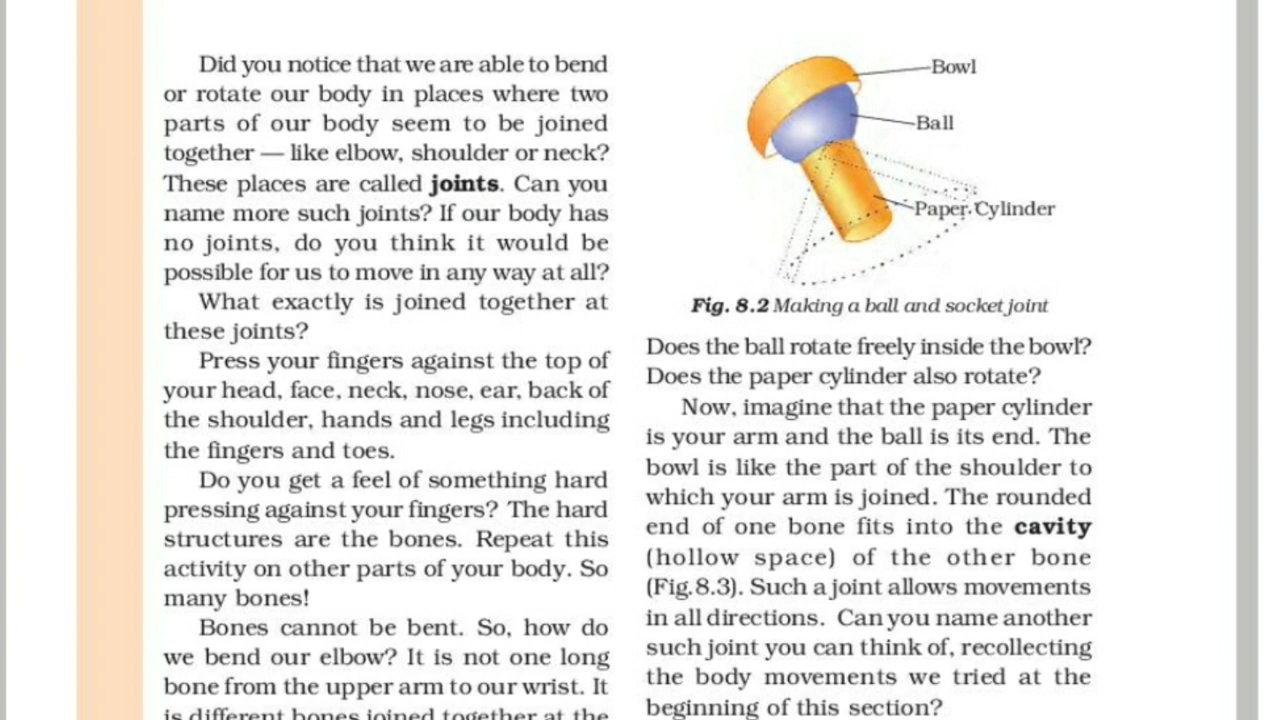 Did you notice that we are able to bend
or rotate our body in places where two
parts of our body seem to be joined
together — like elbow, shoulder or neck?
These places are called joints. Can you
name more such joints? If our body has
no joints, do you think it would be
possible for us to move in any way at all?
What exactly is joined together at
these joints?
Press your fingers against the top of
your head, face, neck, nose, ear, back of
the shoulder, hands and legs including
the fingers and toes.
Do you get a feel of something hard
pressing against your fingers? The hard
structures are the bones. Repeat this
activity on other parts of your body. So
many bones!
Bones cannot be bent. So, how do
we bend our elbow? It is not one long
bone from the upper arm to our wrist. It
is different bones joined together at the
Bowl
Ball
Paper Cylinder
Fig. 8.2 Making a ball and socket joint
Does the ball rotate freely inside the bowl?
Does the paper cylinder also rotate?
Now, imagine that the paper cylinder
is your arm and the ball is its end. The
bowl is like the part of the shoulder to
which your arm is joined. The rounded
end of one bone fits into the cavity
(hollow space) of the other bone
(Fig.8.3). Such a joint allows movements
in all directions. Can you name another
such joint you can think of, recollecting
the body movements we tried at the
beginning of this section?